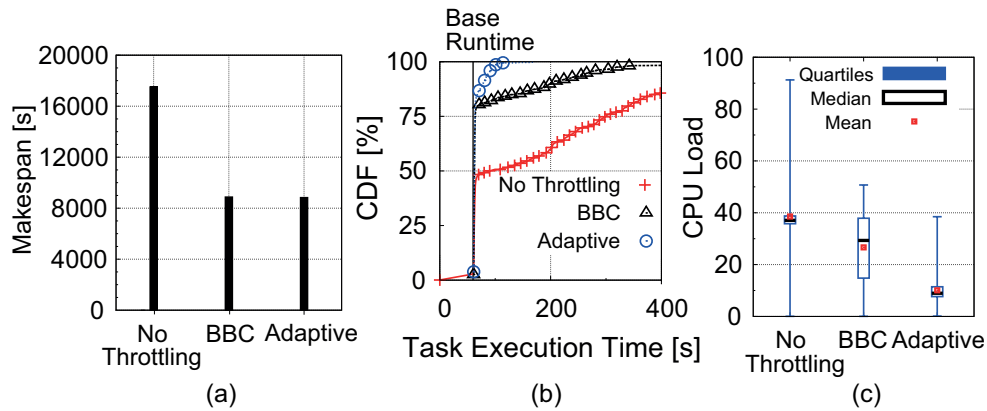 20000
16000
12000
8000
4000
0
Makespan [s]
No
Throttling
BBC
Adaptive
(a)
Base
Runtime
100
75
50
25
0
CDF [%]
No Throttling
BBC
Adaptive
0
200
400
Task Execution Time [s]
(b)
100
80
60
40
20
0
CPU Load
Quartiles
Median
Mean
No
Throttling
BBC
Adaptive
(c)